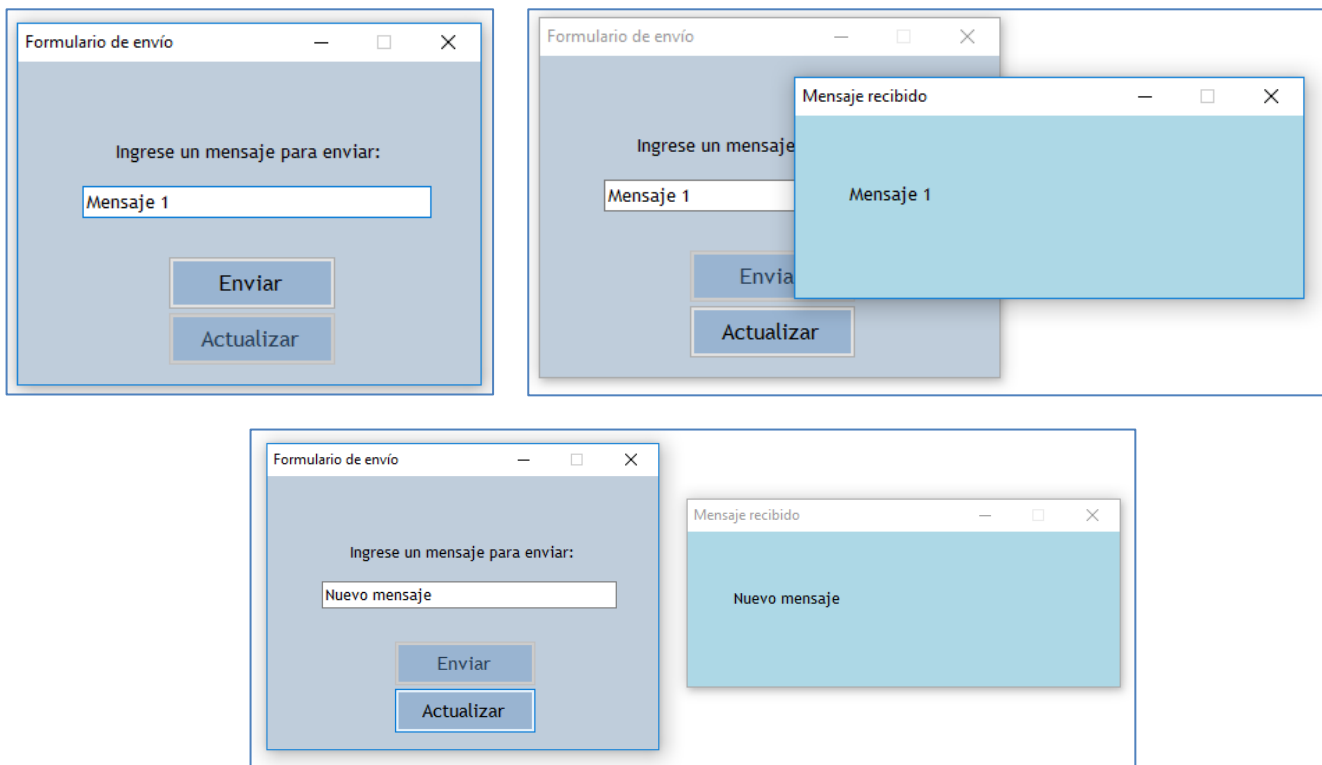 Formulario de envío
Ingrese un mensaje para enviar:
Mensaje 1
Enviar
Actualizar
Formulario de envío
Ingrese un mensaje
Mensaje 1
Envia
Actualizar
Mensaje recibido
Mensaje 1
Formulario de envío
Ingrese un mensaje para enviar:
Nuevo mensaje
Enviar
Actualizar
Mensaje recibido
Nuevo mensaje